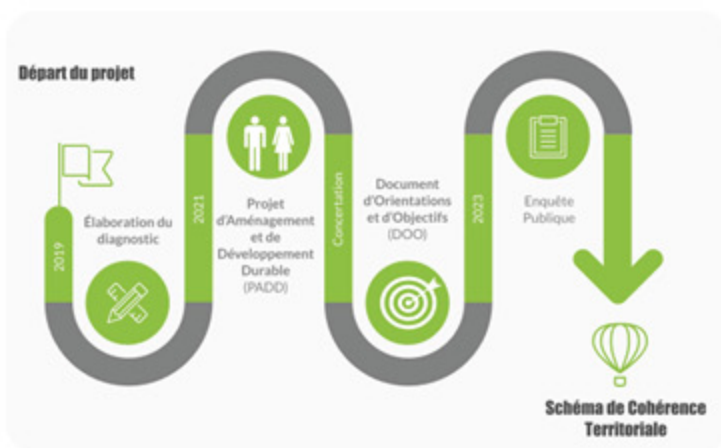 Départ du projet
2019
Élaboration du
diagnostic
2021
Projet
d'Aménagement
et de
Développement
Durable
(PADD)
Concertation
Document
d'Orientations
et d'Objectifs
(DOO)
2023
Enquête
Publique
Schéma de Cohérence
Territoriale